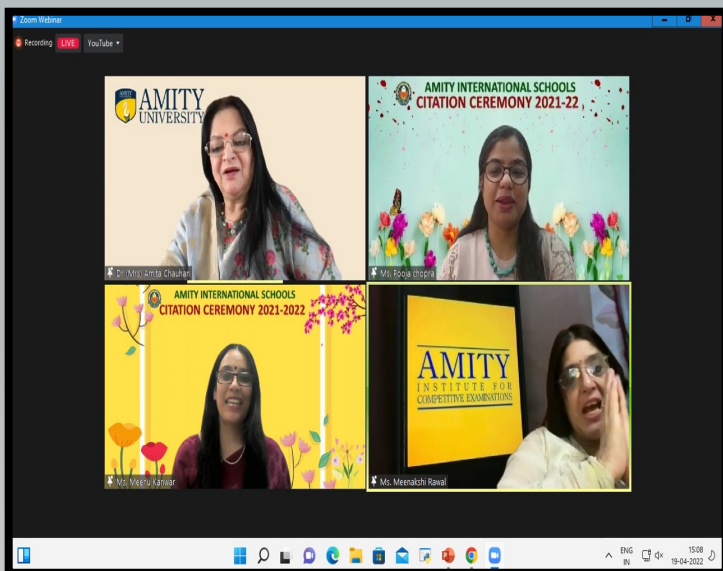 Zoom Webinar
Recording LIVE YouTube
AMITY
UNIVERSITY
Dr (Mrs) Amita Chauhan
AMITY INTERNATIONAL SCHOOLS
CITATION CEREMONY 2021-22
Ms. Pooja chopra
AMITY INTERNATIONAL SCHOOLS
CITATION CEREMONY 2021-2022
Ms. Meenu Kanwar
AMITY
INSTITUTE FOR
COMPETITIVE EXAMINATIONS
Ms. Meenakshi Rawal
ENG
IN
15:08
19-04-2022